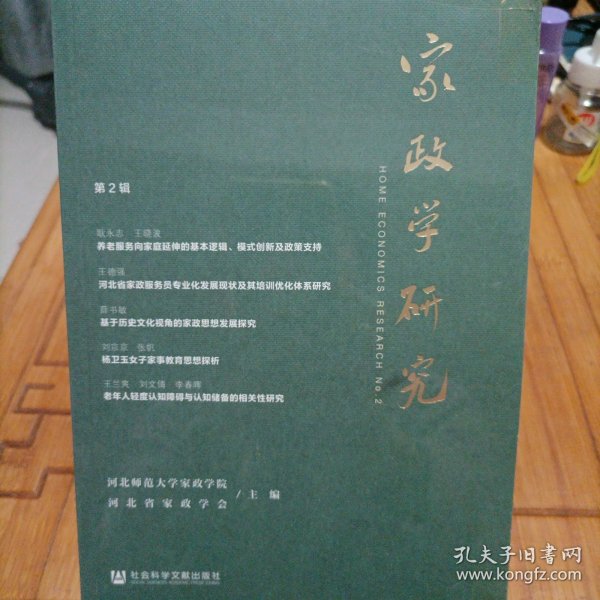 家政学研究
HOME ECONOMICS RESEARCH No.2
第2辑
耿永志 王晓波
养老服务向家庭延伸的基本逻辑、模式创新及政策支持
王德强
河北省家政服务员专业化发展现状及其培训优化体系研究
薛书敏
基于历史文化视角的家政思想发展探究
刘京京 张帆
杨卫玉女子家事教育思想探析
王兰爽 刘文倩 李春晖
老年人轻度认知障碍与认知储备的相关性研究
河北师范大学家政学院
河北省家政学会
/主编
社会科学文献出版社
SOCIAL SCIENCES ACADEMIC PRESS (CHINA)
孔夫子旧书网
www.kongfz.com